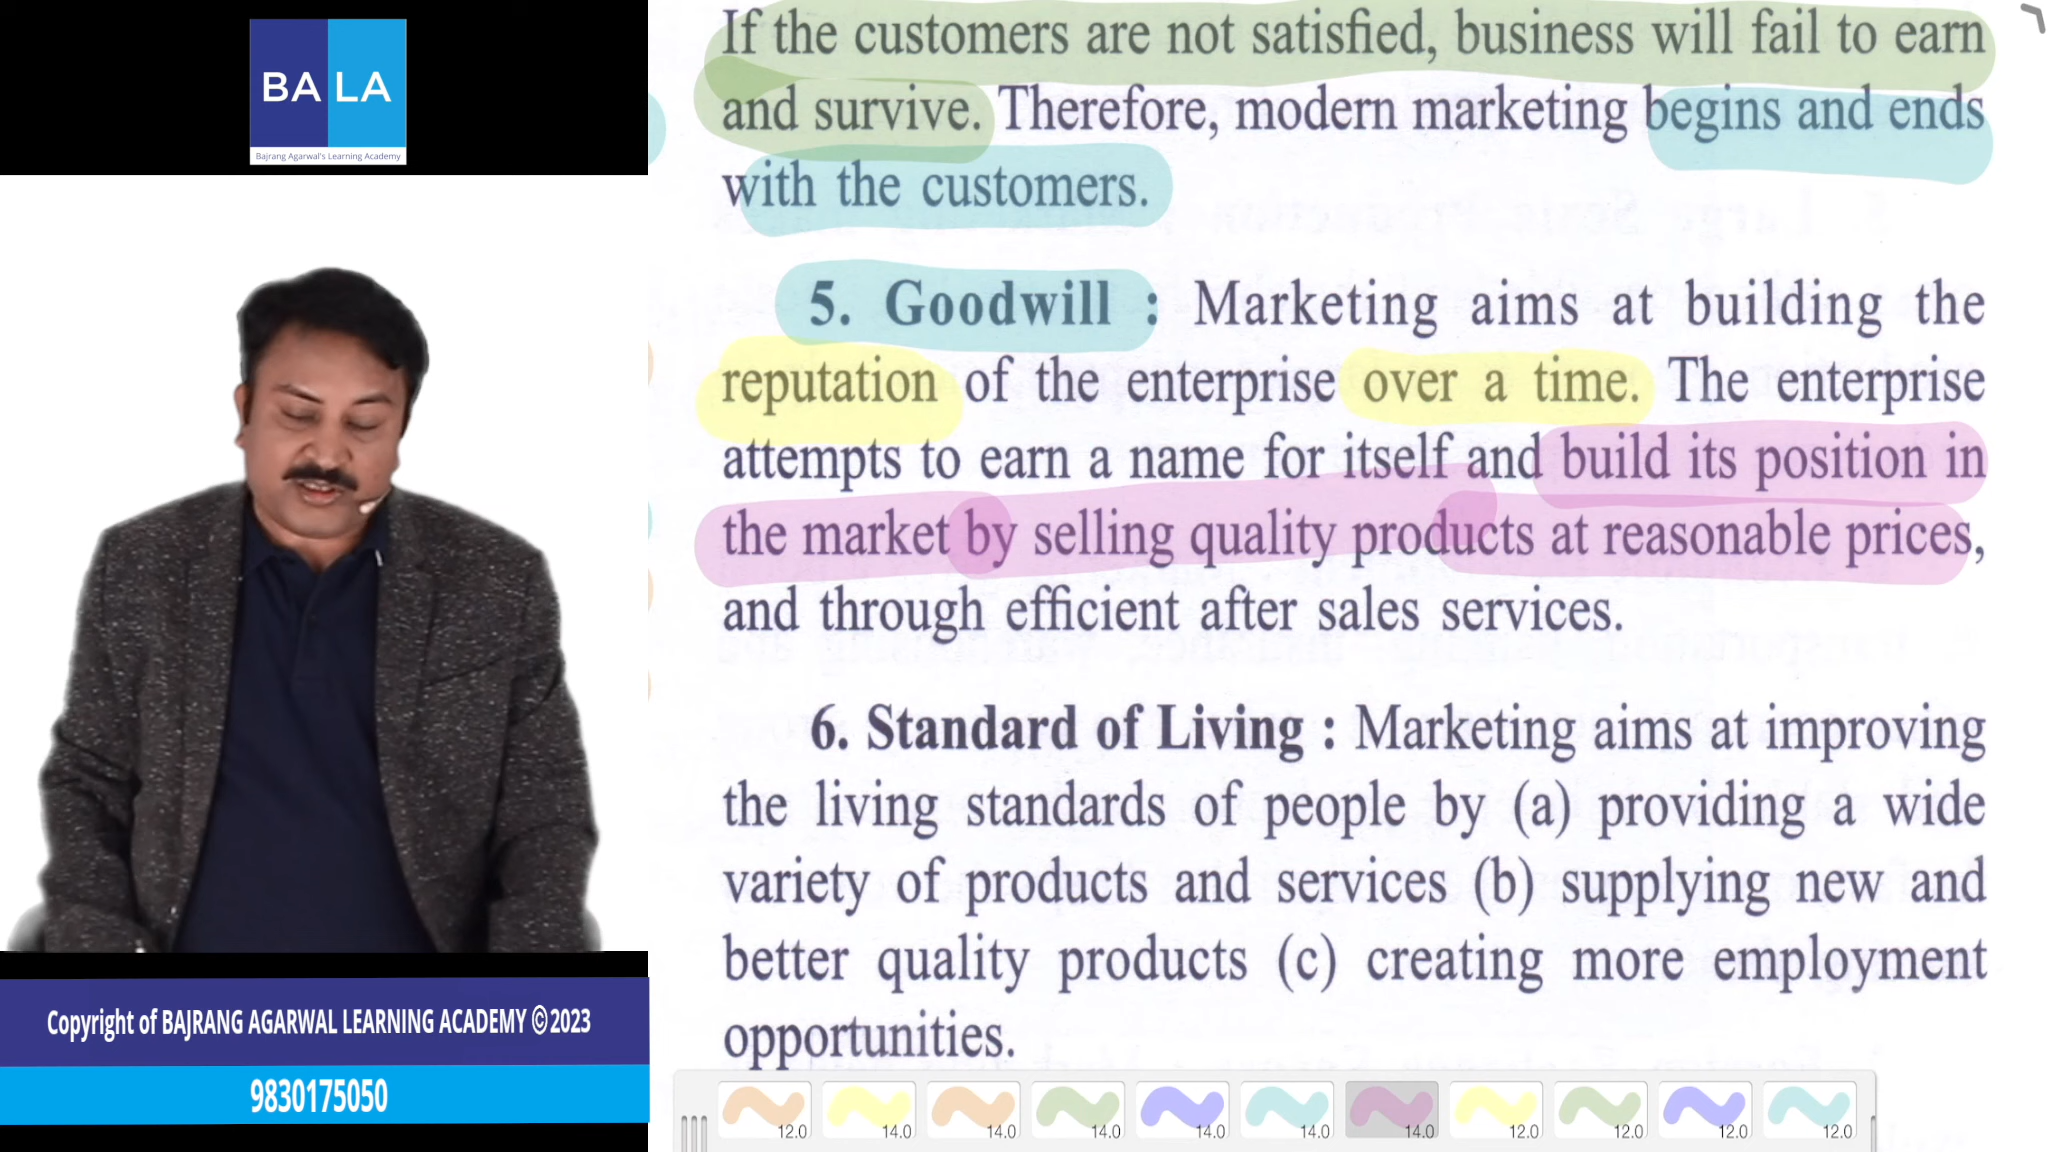 BA LA
Bajrang Agarwal's Learning Academy
If the customers are not satisfied, business will fail to earn
and survive. Therefore, modern marketing begins and ends
with the customers.
5. Goodwill : Marketing aims at building the
reputation of the enterprise over a time. The enterprise
attempts to earn a name for itself and build its position in
the market by selling quality products at reasonable prices,
and through efficient after sales services.
6. Standard of Living : Marketing aims at improving
the living standards of people by (a) providing a wide
variety of products and services (b) supplying new and
better quality products (c) creating more employment
opportunities.
Copyright of BAJRANG AGARWAL LEARNING ACADEMY ©2023
9830175050
12.0 14.0 14.0 14.0 14.0 14.0 14.0 12.0 12.0 12.0 12.0